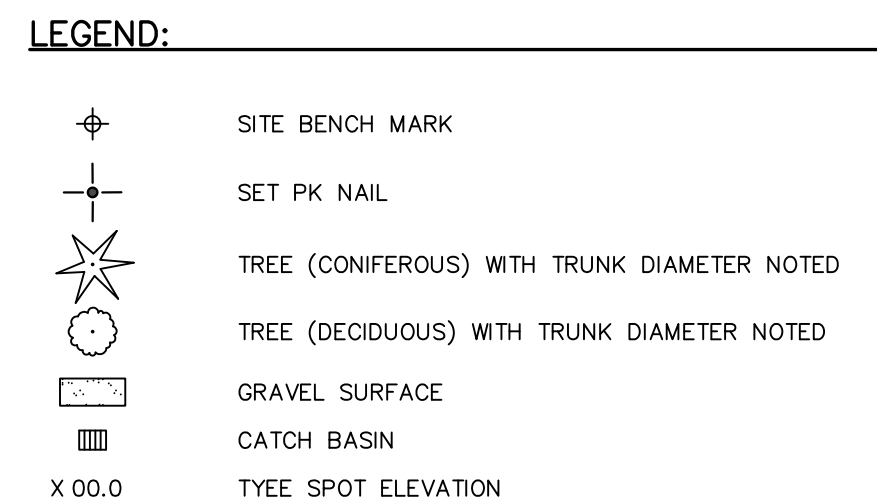 LEGEND:
SITE BENCH MARK
SET PK NAIL
TREE (CONIFEROUS) WITH TRUNK DIAMETER NOTED
TREE (DECIDUOUS) WITH TRUNK DIAMETER NOTED
GRAVEL SURFACE
CATCH BASIN
X 00.0 TYEE SPOT ELEVATION